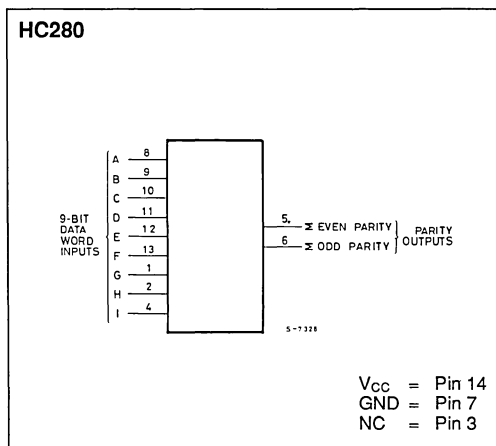 HC280
9-BIT
DATA
WORD
INPUTS
A 8
B 9
C 10
D 11
E 12
F 13
G 1
H 2
I 4
5. Σ EVEN PARITY
6 Σ ODD PARITY
PARITY
OUTPUTS
S-7328
VCC = Pin 14
GND = Pin 7
NC = Pin 3